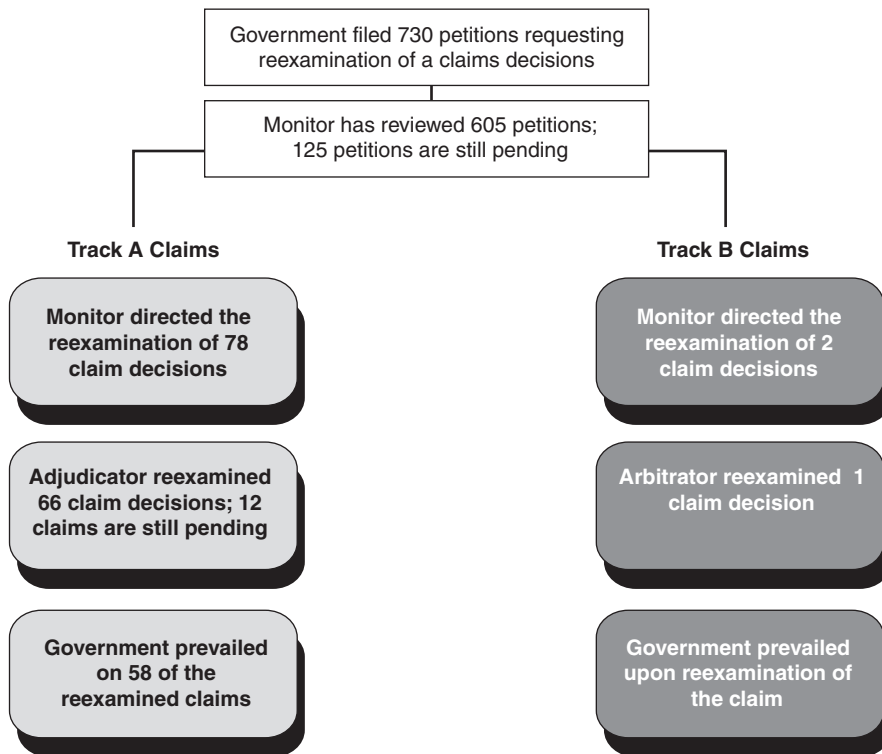 Government filed 730 petitions requesting
reexamination of a claims decisions
Monitor has reviewed 605 petitions;
125 petitions are still pending
Track A Claims
Monitor directed the
reexamination of 78
claim decisions
Adjudicator reexamined
66 claim decisions; 12
claims are still pending
Government prevailed
on 58 of the
reexamined claims
Track B Claims
Monitor directed the
reexamination of 2
claim decisions
Arbitrator reexamined 1
claim decision
Government prevailed
upon reexamination of
the claim